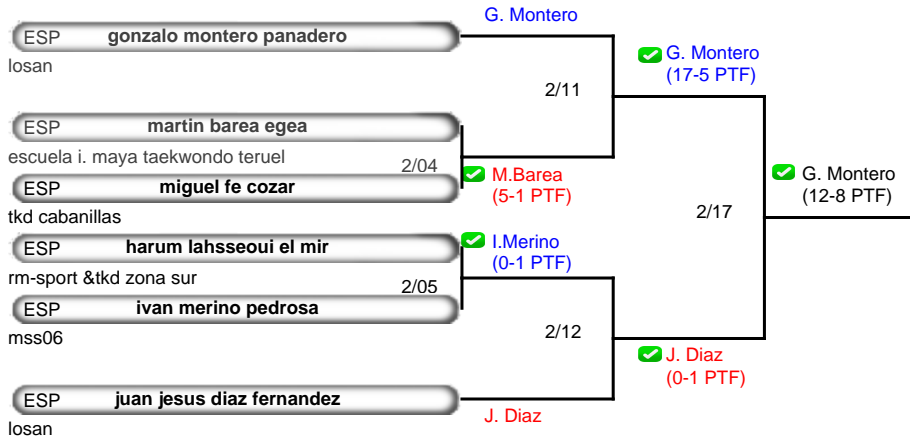 G. Montero
ESP gonzalo montero panadero
losan
G. Montero
(17-5 PTF)
2/11
ESP martin barea egea
escuela i. maya taekwondo teruel
2/04
ESP miguel fe cozar
tkd cabanillas
M.Barea
(5-1 PTF)
G. Montero
(12-8 PTF)
2/17
ESP harum lahsseoui el mir
rm-sport &tkd zona sur
I.Merino
(0-1 PTF)
2/05
ESP ivan merino pedrosa
mss06
2/12
J. Diaz
(0-1 PTF)
ESP juan jesus diaz fernandez
losan
J. Diaz